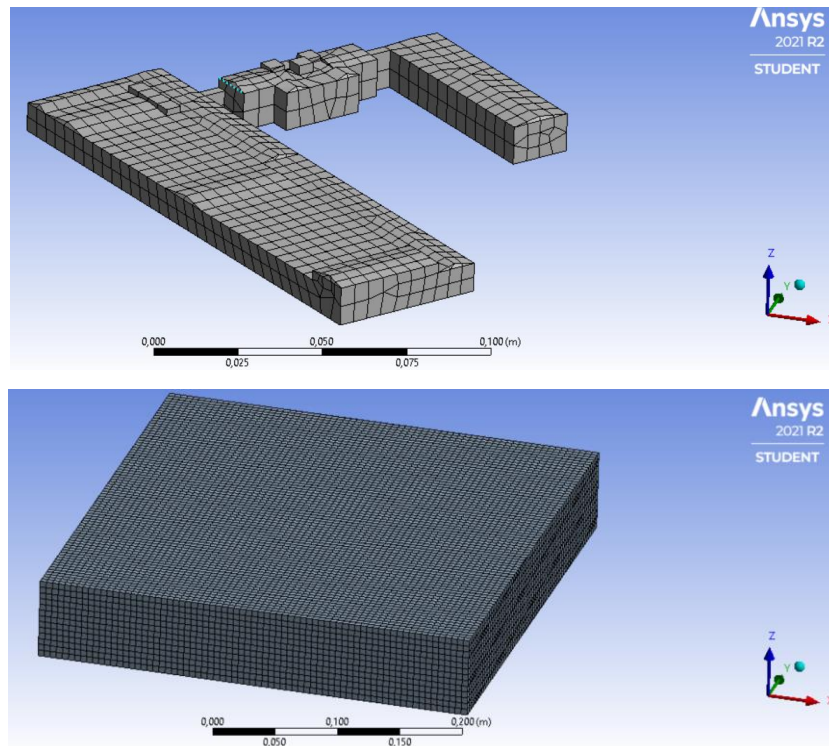 Ansys
2021 R2
STUDENT
Z
Y
0,000 0,050 0,100 (m)
0,025 0,075
Ansys
2021 R2
STUDENT
Z
Y
0,000 0,100 0,200 (m)
0,050 0,150